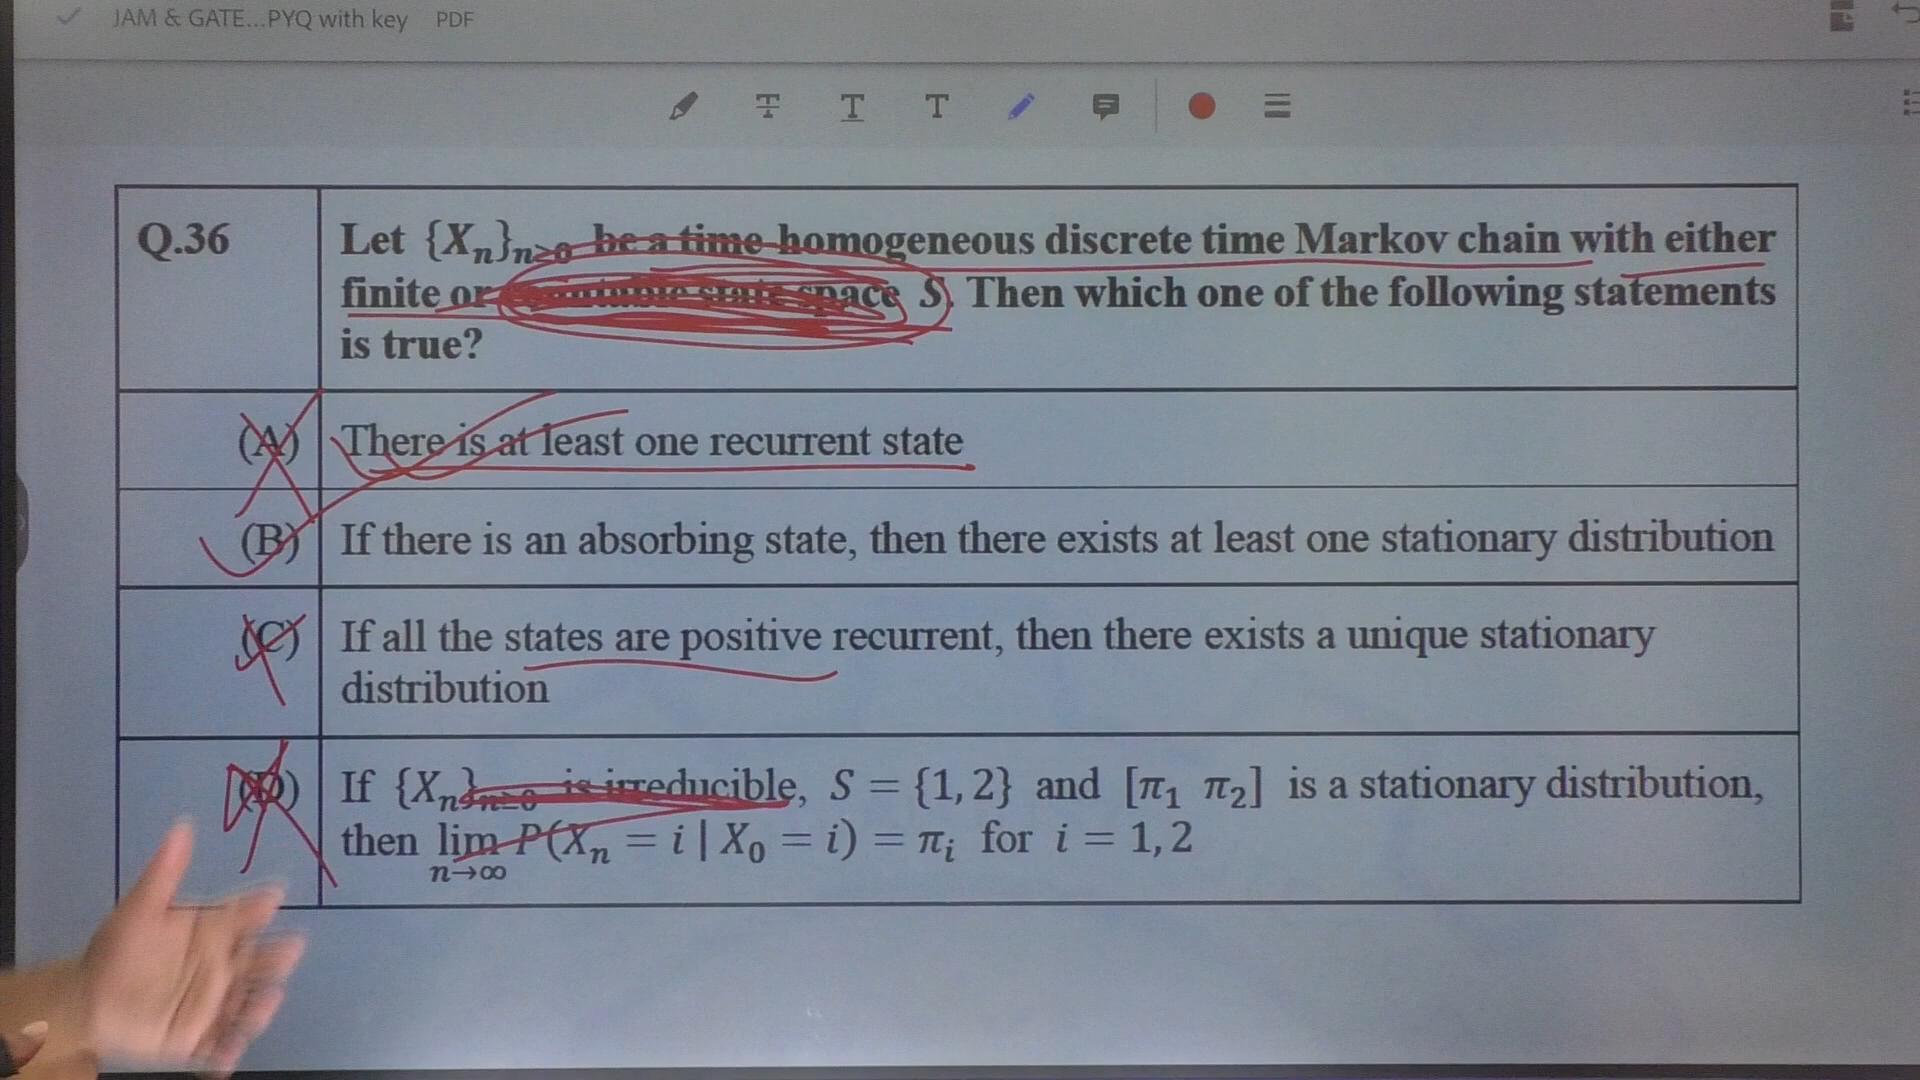 JAM & GATE...PYQ with key PDF
Q.36
Let {Xₙ}ₙ≥₀ be a time homogeneous discrete time Markov chain with either
finite or countable state space S. Then which one of the following statements
is true?
(A) There is at least one recurrent state
(B) If there is an absorbing state, then there exists at least one stationary distribution
(C) If all the states are positive recurrent, then there exists a unique stationary
distribution
(D) If {Xₙ}ₙ≥₀ is irreducible, S = {1, 2} and [π₁ π₂] is a stationary distribution,
then lim P(Xₙ = i | X₀ = i) = πᵢ for i = 1, 2
n→∞